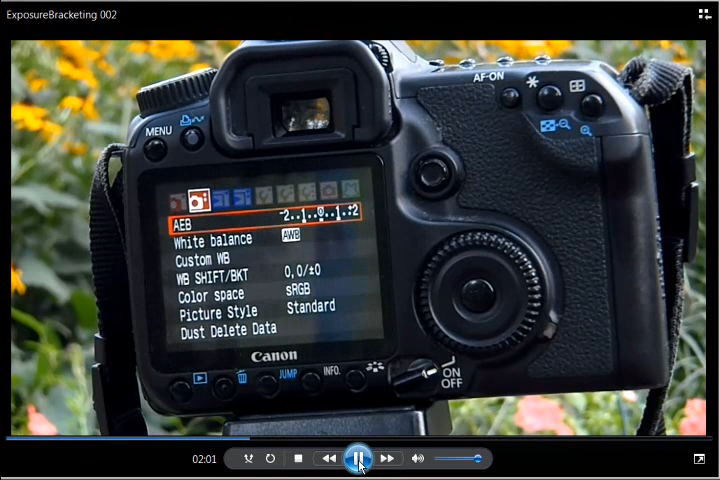 ExposureBracketing 002
AF-ON
MENU
AEB -2..1..0..1..+2
White balance AWB
Custom WB
WB SHIFT/BKT 0,0/±0
Color space sRGB
Picture Style Standard
Dust Delete Data
Canon
JUMP INFO.
ON
OFF
02:01